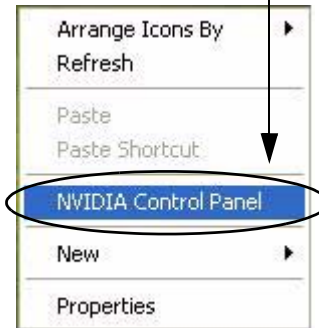 Arrange Icons By
Refresh
Paste
Paste Shortcut
NVIDIA Control Panel
New
Properties